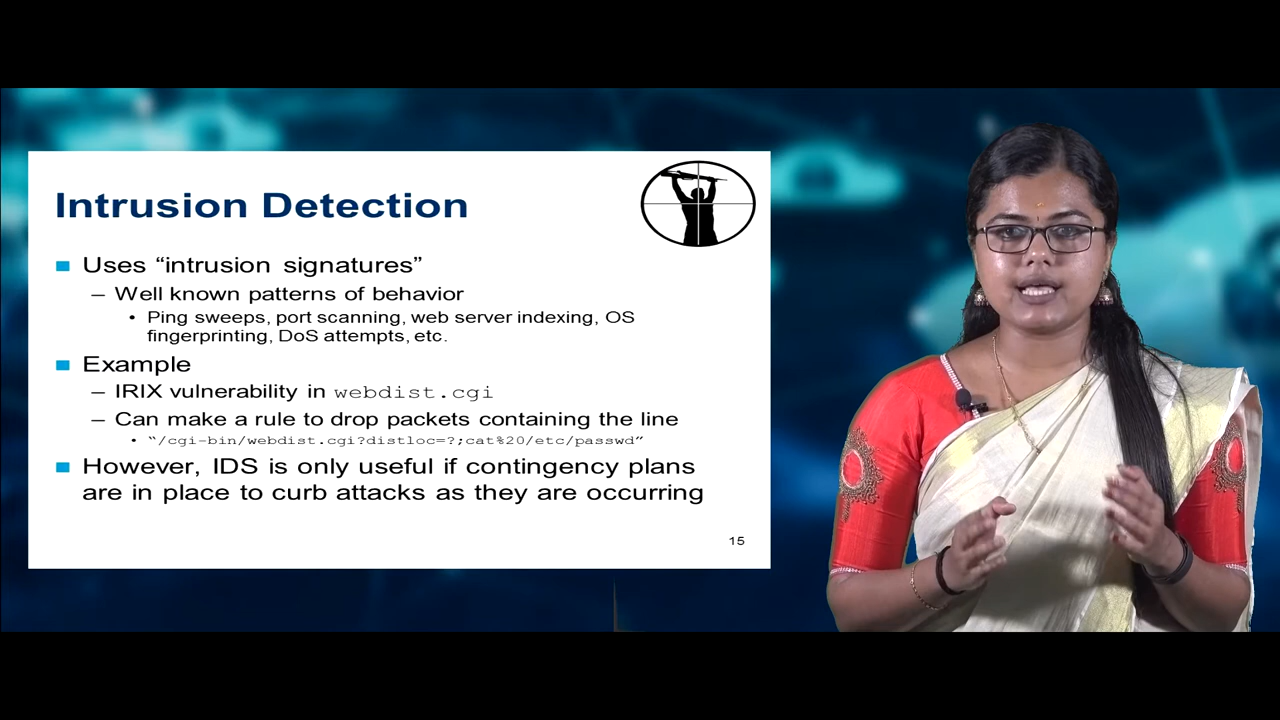 Intrusion Detection
Uses “intrusion signatures”
– Well known patterns of behavior
• Ping sweeps, port scanning, web server indexing, OS
fingerprinting, DoS attempts, etc.
Example
– IRIX vulnerability in webdist.cgi
– Can make a rule to drop packets containing the line
• “/cgi-bin/webdist.cgi?distloc=?;cat%20/etc/passwd”
However, IDS is only useful if contingency plans
are in place to curb attacks as they are occurring
15